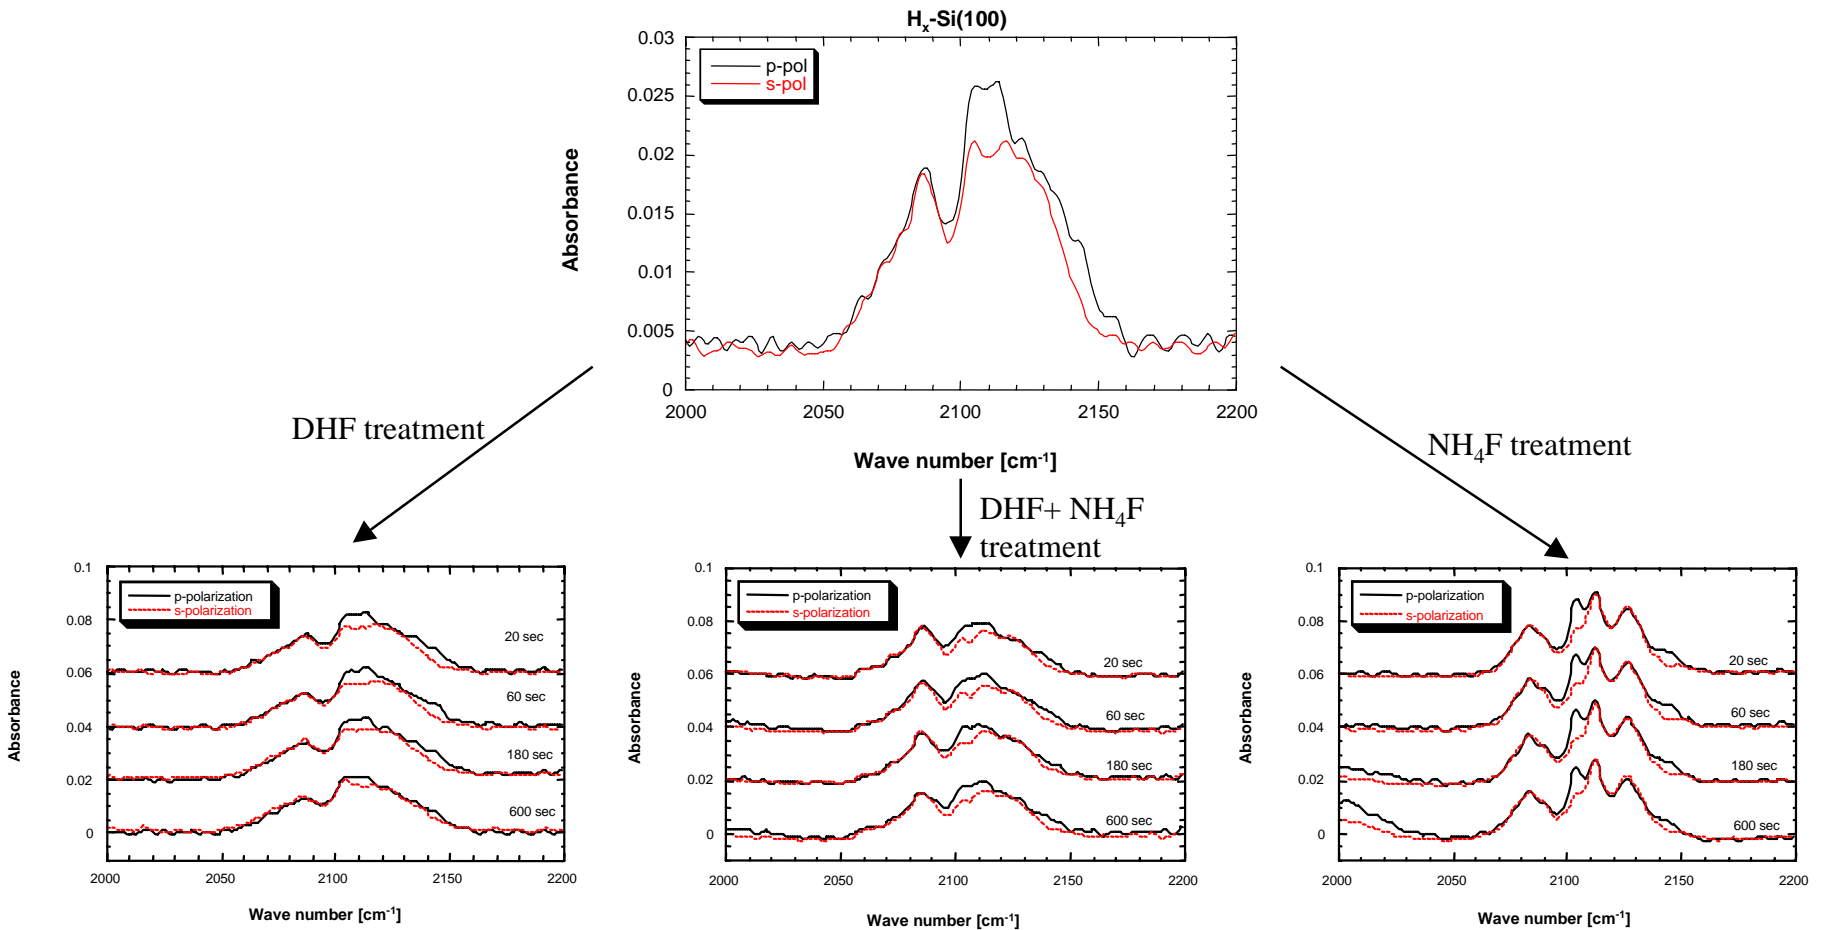 Hₓ-Si(100)
0.03
0.025
0.02
0.015
0.01
0.005
0
Absorbance
p-pol
s-pol
2000 2050 2100 2150 2200
Wave number [cm⁻¹]
DHF treatment
DHF+ NH₄F
treatment
NH₄F treatment
0.1
0.08
0.06
0.04
0.02
0
Absorbance
p-polarization
s-polarization
20 sec
60 sec
180 sec
600 sec
2000 2050 2100 2150 2200
Wave number [cm⁻¹]
0.1
0.08
0.06
0.04
0.02
0
Absorbance
p-polarization
s-polarization
20 sec
60 sec
180 sec
600 sec
2000 2050 2100 2150 2200
Wave number [cm⁻¹]
0.1
0.08
0.06
0.04
0.02
0
Absorbance
p-polarization
s-polarization
20 sec
60 sec
180 sec
600 sec
2000 2050 2100 2150 2200
Wave number [cm⁻¹]